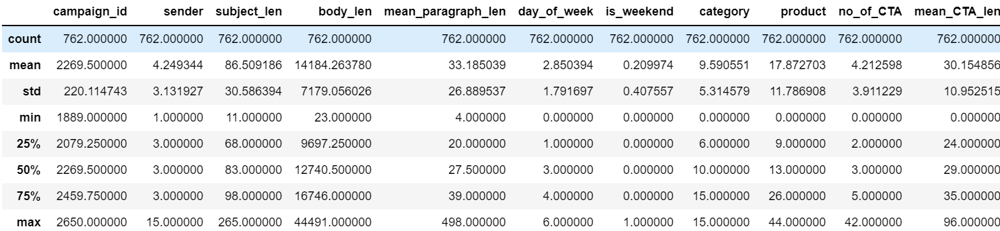 campaign_id sender subject_len body_len mean_paragraph_len day_of_week is_weekend category product no_of_CTA mean_CTA_len
count 762.000000 762.000000 762.000000 762.000000 762.000000 762.000000 762.000000 762.000000 762.000000 762.000000 762.000000
mean 2269.500000 4.249344 86.509186 14184.263780 33.185039 2.850394 0.209974 9.590551 17.872703 4.212598 30.154856
std 220.114743 3.131927 30.586394 7179.056026 26.889537 1.791697 0.407557 5.314579 11.786908 3.911229 10.952515
min 1889.000000 1.000000 11.000000 23.000000 4.000000 0.000000 0.000000 0.000000 0.000000 0.000000 0.000000
25% 2079.250000 3.000000 68.000000 9697.250000 20.000000 1.000000 0.000000 6.000000 9.000000 2.000000 24.000000
50% 2269.500000 3.000000 83.000000 12740.500000 27.500000 3.000000 0.000000 10.000000 13.000000 3.000000 29.000000
75% 2459.750000 3.000000 98.000000 16746.000000 39.000000 4.000000 0.000000 15.000000 26.000000 5.000000 35.000000
max 2650.000000 15.000000 265.000000 44491.000000 498.000000 6.000000 1.000000 15.000000 44.000000 42.000000 96.000000